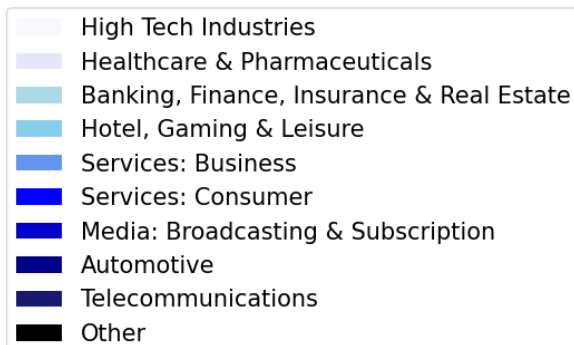 High Tech Industries
Healthcare & Pharmaceuticals
Banking, Finance, Insurance & Real Estate
Hotel, Gaming & Leisure
Services: Business
Services: Consumer
Media: Broadcasting & Subscription
Automotive
Telecommunications
Other